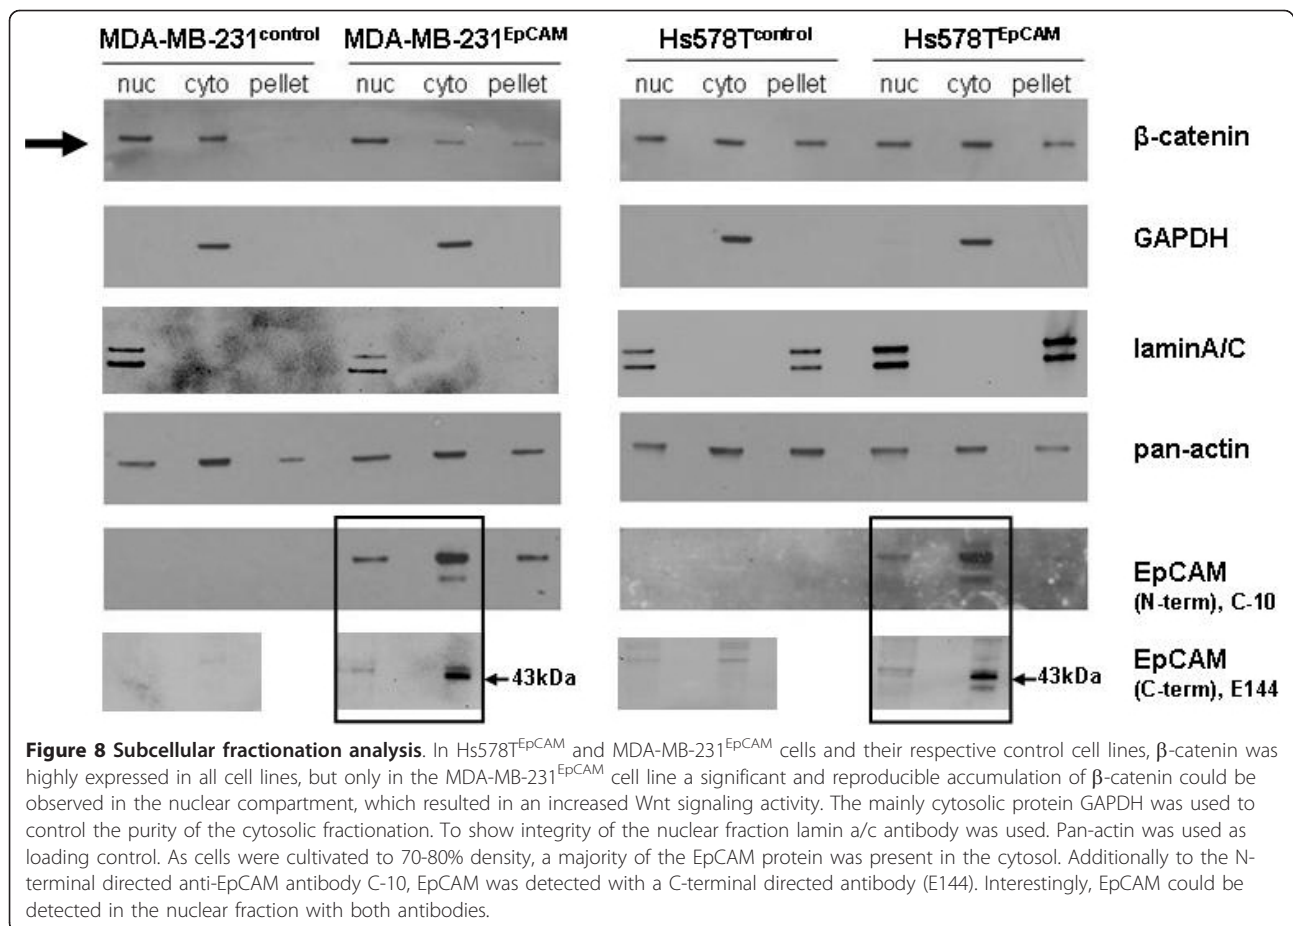 MDA-MB-231control MDA-MB-231EpCAM Hs578Tcontrol Hs578TEpCAM
nuc cyto pellet nuc cyto pellet nuc cyto pellet nuc cyto pellet
β-catenin
GAPDH
laminA/C
pan-actin
EpCAM
(N-term), C-10
EpCAM
(C-term), E144
43kDa
43kDa
Figure 8 Subcellular fractionation analysis. In Hs578TEpCAM and MDA-MB-231EpCAM cells and their respective control cell lines, β-catenin was
highly expressed in all cell lines, but only in the MDA-MB-231EpCAM cell line a significant and reproducible accumulation of β-catenin could be
observed in the nuclear compartment, which resulted in an increased Wnt signaling activity. The mainly cytosolic protein GAPDH was used to
control the purity of the cytosolic fractionation. To show integrity of the nuclear fraction lamin a/c antibody was used. Pan-actin was used as
loading control. As cells were cultivated to 70-80% density, a majority of the EpCAM protein was present in the cytosol. Additionally to the N-
terminal directed anti-EpCAM antibody C-10, EpCAM was detected with a C-terminal directed antibody (E144). Interestingly, EpCAM could be
detected in the nuclear fraction with both antibodies.